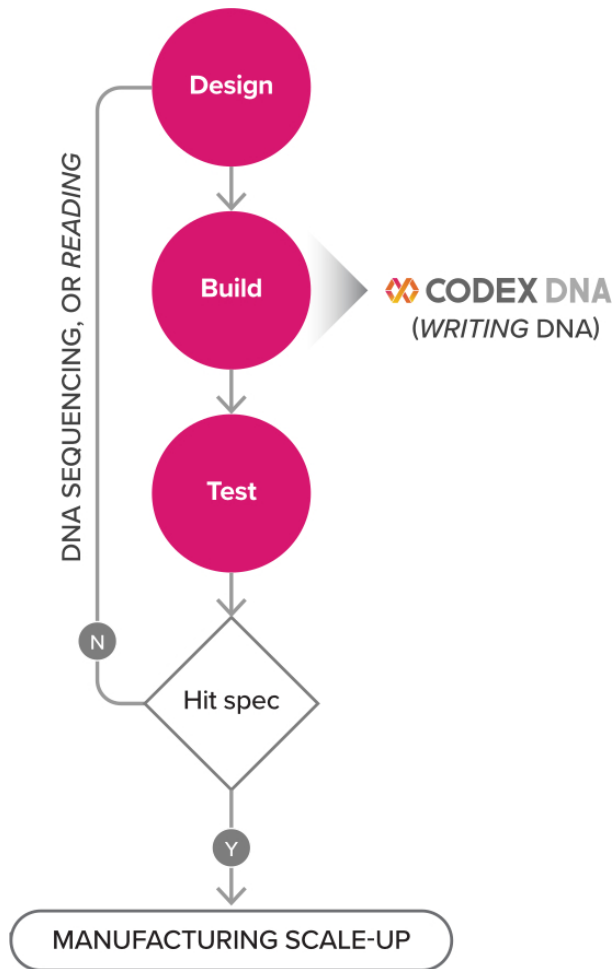 Design
DNA SEQUENCING, OR READING
Build
CODEX DNA
(WRITING DNA)
Test
N
Hit spec
Y
MANUFACTURING SCALE-UP